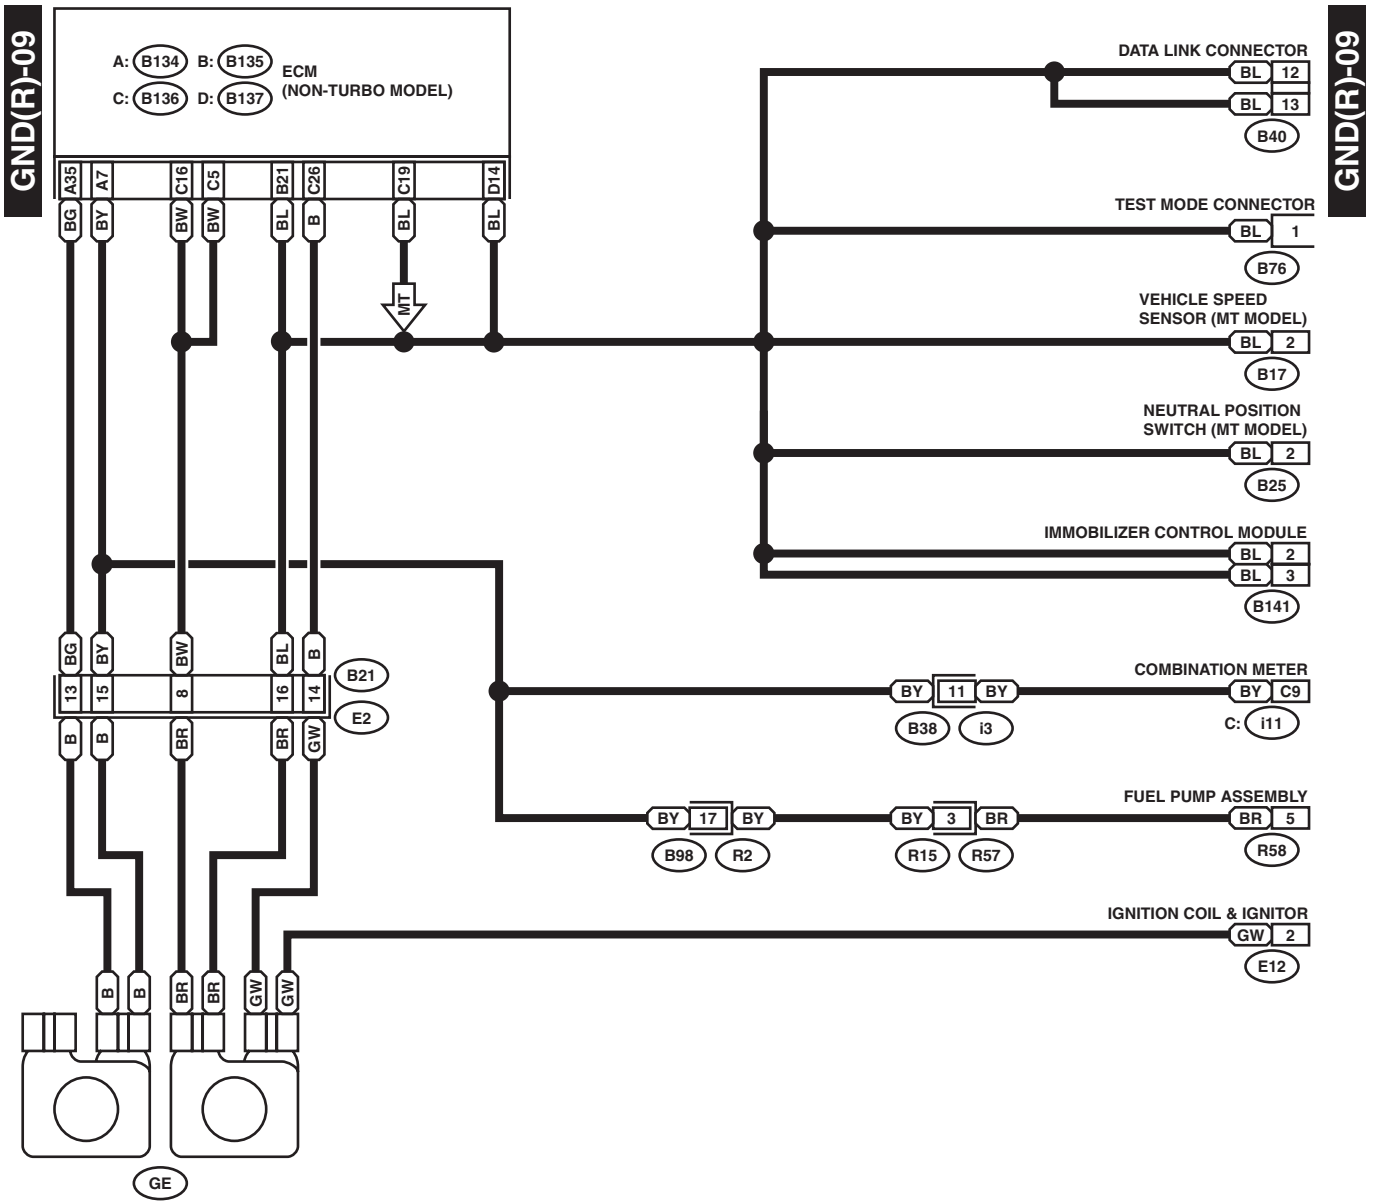 GND(R)-09
GND(R)-09
A: B134 B: B135
C: B136 D: B137
ECM
(NON-TURBO MODEL)
A35 A7 C16 C5 B21 C26 C19 D14
BG BY BW BW BL B BL BL
MT
DATA LINK CONNECTOR
BL 12
BL 13
B40
TEST MODE CONNECTOR
BL 1
B76
VEHICLE SPEED
SENSOR (MT MODEL)
BL 2
B17
NEUTRAL POSITION
SWITCH (MT MODEL)
BL 2
B25
IMMOBILIZER CONTROL MODULE
BL 2
BL 3
B141
BG BY BW BL B
13 15 8 16 14
B21
E2
B B BR BR GW
COMBINATION METER
BY 11 BY BY C9
B38 i3 C: i11
FUEL PUMP ASSEMBLY
BY 17 BY BY 3 BR BR 5
B98 R2 R15 R57 R58
IGNITION COIL & IGNITOR
GW 2
E12
B B BR BR GW GW
GE